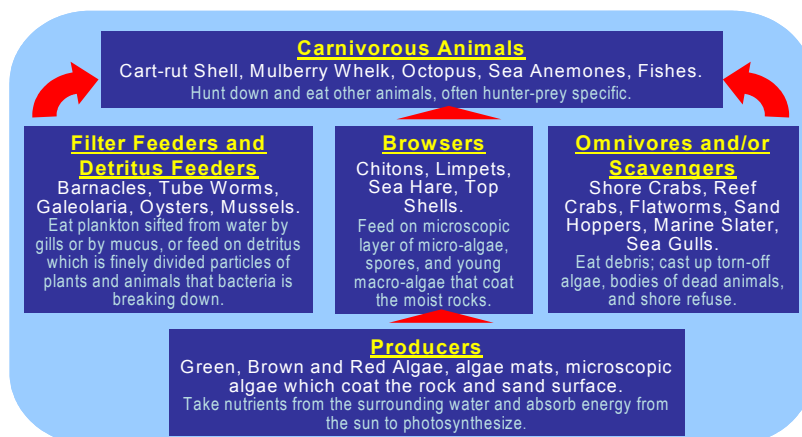 Carnivorous Animals
Cart-rut Shell, Mulberry Whelk, Octopus, Sea Anemones, Fishes.
Hunt down and eat other animals, often hunter-prey specific.
Filter Feeders and
Detritus Feeders
Barnacles, Tube Worms,
Galeolaria, Oysters, Mussels.
Eat plankton sifted from water by
gills or by mucus, or feed on detritus
which is finely divided particles of
plants and animals that bacteria is
breaking down.
Browsers
Chitons, Limpets,
Sea Hare, Top
Shells.
Feed on microscopic
layer of micro-algae,
spores, and young
macro-algae that coat
the moist rocks.
Omnivores and/or
Scavengers
Shore Crabs, Reef
Crabs, Flatworms, Sand
Hoppers, Marine Slater,
Sea Gulls.
Eat debris; cast up torn-off
algae, bodies of dead animals,
and shore refuse.
Producers
Green, Brown and Red Algae, algae mats, microscopic
algae which coat the rock and sand surface.
Take nutrients from the surrounding water and absorb energy from
the sun to photosynthesize.